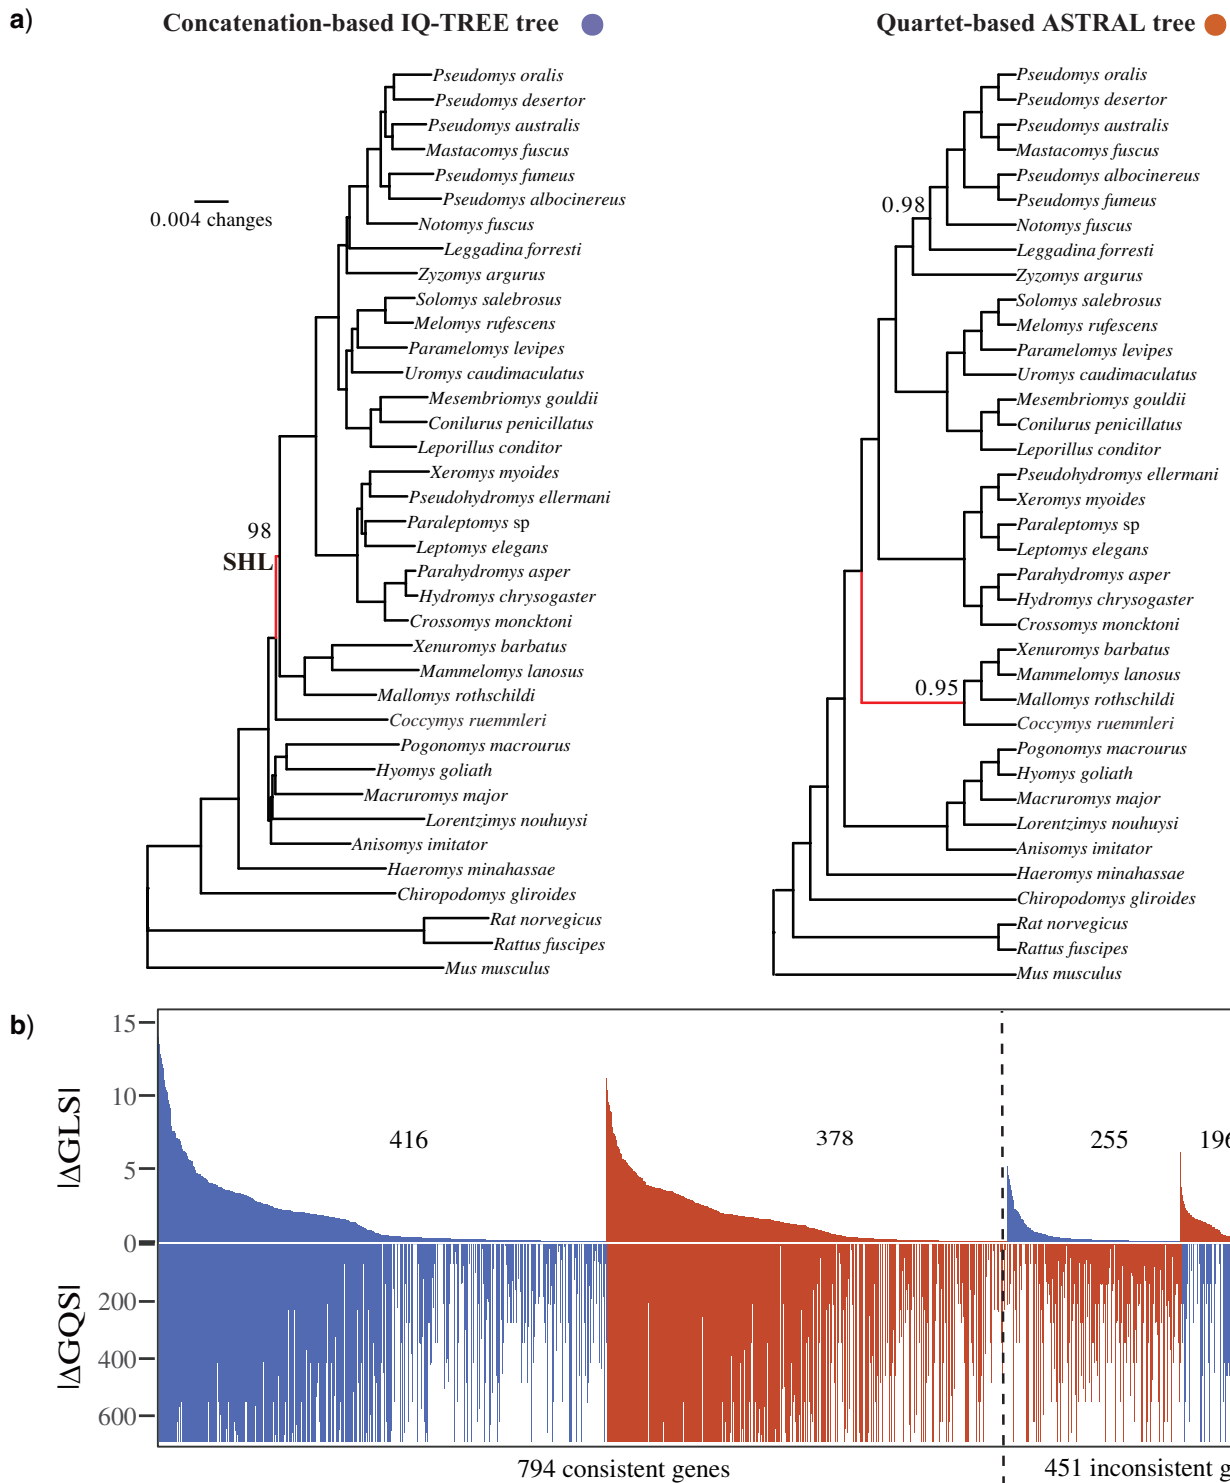 a)
Concatenation-based IQ-TREE tree
Quartet-based ASTRAL tree
Pseudomys oralis
Pseudomys desertor
Pseudomys australis
Mastacomys fuscus
Pseudomys fumeus
Pseudomys albocinereus
Notomys fuscus
Leggadina forresti
Zyzomys argurus
Solomys salebrosus
Melomys rufescens
Paramelomys levipes
Uromys caudimaculatus
Mesembriomys gouldii
Conilurus penicillatus
Leporillus conditor
Xeromys myoides
Pseudohydromys ellermani
Paraleptomys sp
Leptomys elegans
Parahydromys asper
Hydromys chrysogaster
Crossomys moncktoni
Xenuromys barbatus
Mammelomys lanosus
Mallomys rothschildi
Coccymys ruemmleri
Pogonomys macrourus
Hyomys goliath
Macruromys major
Lorentzimys nouhuysi
Anisomys imitator
Haeromys minahassae
Chiropodomys gliroides
Rat norvegicus
Rattus fuscipes
Mus musculus
0.004 changes
98
SHL
Pseudomys oralis
Pseudomys desertor
Pseudomys australis
Mastacomys fuscus
Pseudomys albocinereus
Pseudomys fumeus
Notomys fuscus
Leggadina forresti
Zyzomys argurus
Solomys salebrosus
Melomys rufescens
Paramelomys levipes
Uromys caudimaculatus
Mesembriomys gouldii
Conilurus penicillatus
Leporillus conditor
Pseudohydromys ellermani
Xeromys myoides
Paraleptomys sp
Leptomys elegans
Parahydromys asper
Hydromys chrysogaster
Crossomys moncktoni
Xenuromys barbatus
Mammelomys lanosus
Mallomys rothschildi
Coccymys ruemmleri
Pogonomys macrourus
Hyomys goliath
Macruromys major
Lorentzimys nouhuysi
Anisomys imitator
Haeromys minahassae
Chiropodomys gliroides
Rat norvegicus
Rattus fuscipes
Mus musculus
0.98
0.95
b)
|ΔGLS|
15
10
5
0
416
378
255
196
|ΔGQS|
200
400
600
794 consistent genes
451 inconsistent g